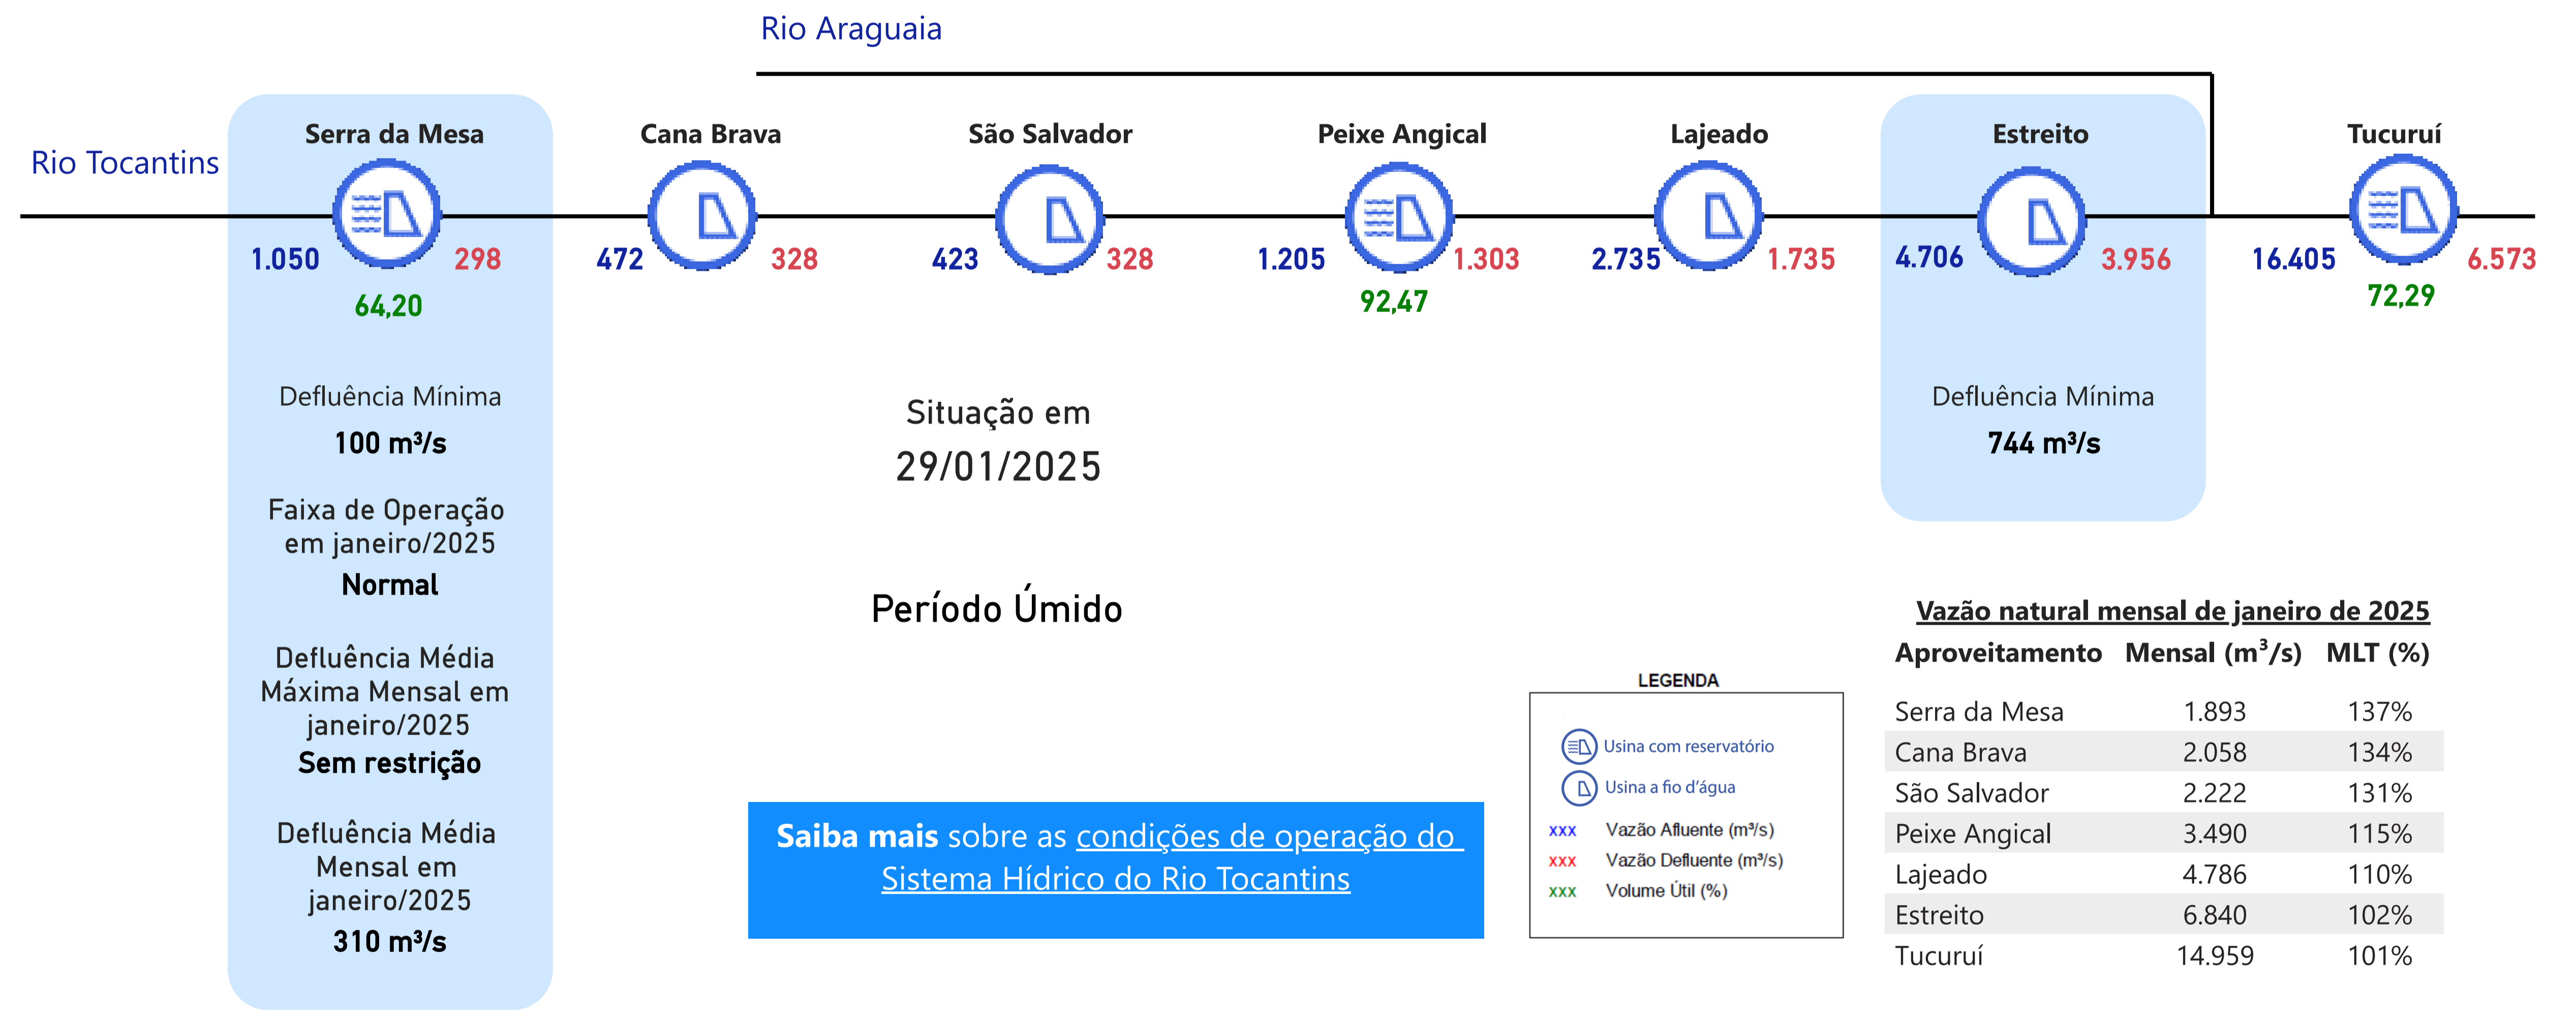 Rio Araguaia
Rio Tocantins
Serra da Mesa
Cana Brava
São Salvador
Peixe Angical
Lajeado
Estreito
Tucuruí
1.050
298
472
328
423
328
1.205
1.303
2.735
1.735
4.706
3.956
16.405
6.573
64,20
92,47
72,29
Defluência Mínima
100 m³/s
Faixa de Operação
em janeiro/2025
Normal
Defluência Média
Máxima Mensal em
janeiro/2025
Sem restrição
Defluência Média
Mensal em
janeiro/2025
310 m³/s
Situação em
29/01/2025
Período Úmido
Saiba mais sobre as condições de operação do
Sistema Hídrico do Rio Tocantins
Defluência Mínima
744 m³/s
LEGENDA
Usina com reservatório
Usina a fio d’água
xxx Vazão Afluente (m³/s)
xxx Vazão Defluente (m³/s)
xxx Volume Útil (%)
Vazão natural mensal de janeiro de 2025
Aproveitamento Mensal (m³/s) MLT (%)
Serra da Mesa 1.893 137%
Cana Brava 2.058 134%
São Salvador 2.222 131%
Peixe Angical 3.490 115%
Lajeado 4.786 110%
Estreito 6.840 102%
Tucuruí 14.959 101%